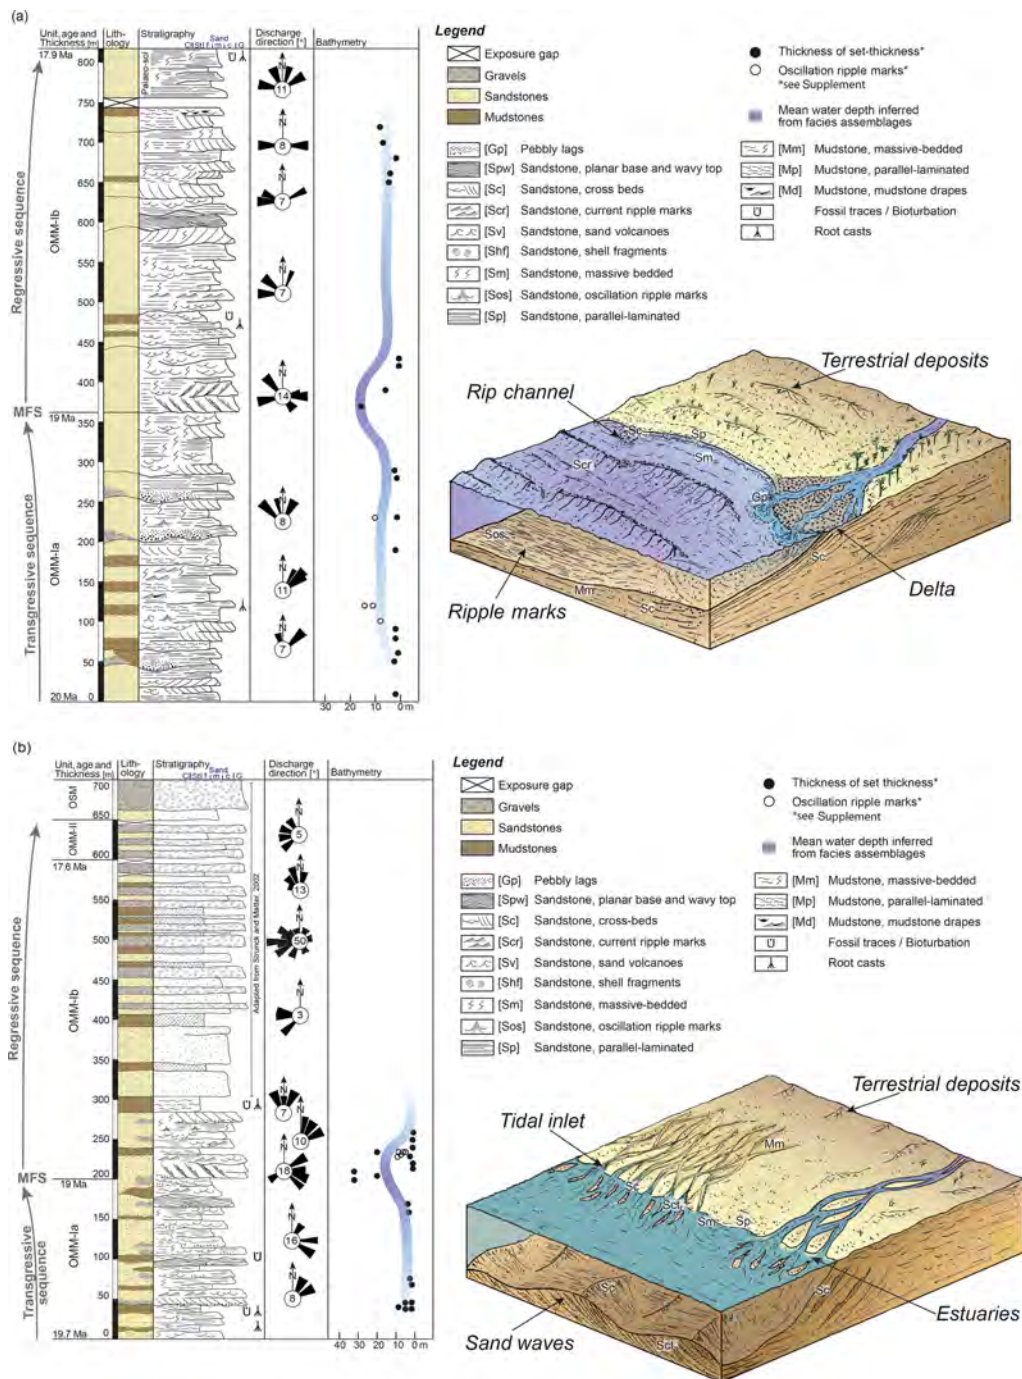 (a)
Unit, age and
Thickness [m]
Lith-
ology
Stratigraphy
Sand
Discharge
direction [°]
Bathymetry
17.9 Ma
800
750
700
650
600
550
500
450
400
350
300
250
200
150
100
50
0
19 Ma
20 Ma
MFS
Regressive sequence
Transgressive sequence
OMM-Ib
OMM-Ia
Palaeo-sol
N
11
N
8
N
7
N
7
N
14
N
8
N
11
N
7
30 20 10 0 m
Legend
Exposure gap
Gravels
Sandstones
Mudstones
[Gp] Pebbly lags
[Spw] Sandstone, planar base and wavy top
[Sc] Sandstone, cross beds
[Scr] Sandstone, current ripple marks
[Sv] Sandstone, sand volcanoes
[Shf] Sandstone, shell fragments
[Sm] Sandstone, massive bedded
[Sos] Sandstone, oscillation ripple marks
[Sp] Sandstone, parallel-laminated
Thickness of set-thickness*
Oscillation ripple marks*
*see Supplement
Mean water depth inferred
from facies assemblages
[Mm] Mudstone, massive-bedded
[Mp] Mudstone, parallel-laminated
[Md] Mudstone, mudstone drapes
Fossil traces / Bioturbation
Root casts
Terrestrial deposits
Rip channel
Sc
Sp
Sm
Scr
Gp
Sos
Sc
Mm
Sc
Ripple marks
Delta
(b)
Unit, age and
Thickness [m]
Lith-
ology
Stratigraphy
Sand
Discharge
direction [°]
Bathymetry
700
650
600
17.6 Ma
550
500
450
400
350
300
250
200
19 Ma
150
100
50
0
19.7 Ma
MFS
Regressive sequence
Transgressive
sequence
OSM
OMM-II
OMM-Ib
OMM-Ia
Adapted from Strunck and Matter, 2002
N
5
N
13
N
50
N
3
N
7
N
10
N
18
N
16
N
8
40 30 20 10 0 m
Legend
Exposure gap
Gravels
Sandstones
Mudstones
[Gp] Pebbly lags
[Spw] Sandstone, planar base and wavy top
[Sc] Sandstone, cross-beds
[Scr] Sandstone, current ripple marks
[Sv] Sandstone, sand volcanoes
[Shf] Sandstone, shell fragments
[Sm] Sandstone, massive-bedded
[Sos] Sandstone, oscillation ripple marks
[Sp] Sandstone, parallel-laminated
Thickness of set thickness*
Oscillation ripple marks*
*see Supplement
Mean water depth inferred
from facies assemblages
[Mm] Mudstone, massive-bedded
[Mp] Mudstone, parallel-laminated
[Md] Mudstone, mudstone drapes
Fossil traces / Bioturbation
Root casts
Terrestrial deposits
Tidal inlet
Mm
Sm
Sp
Sc
Estuaries
Sand waves